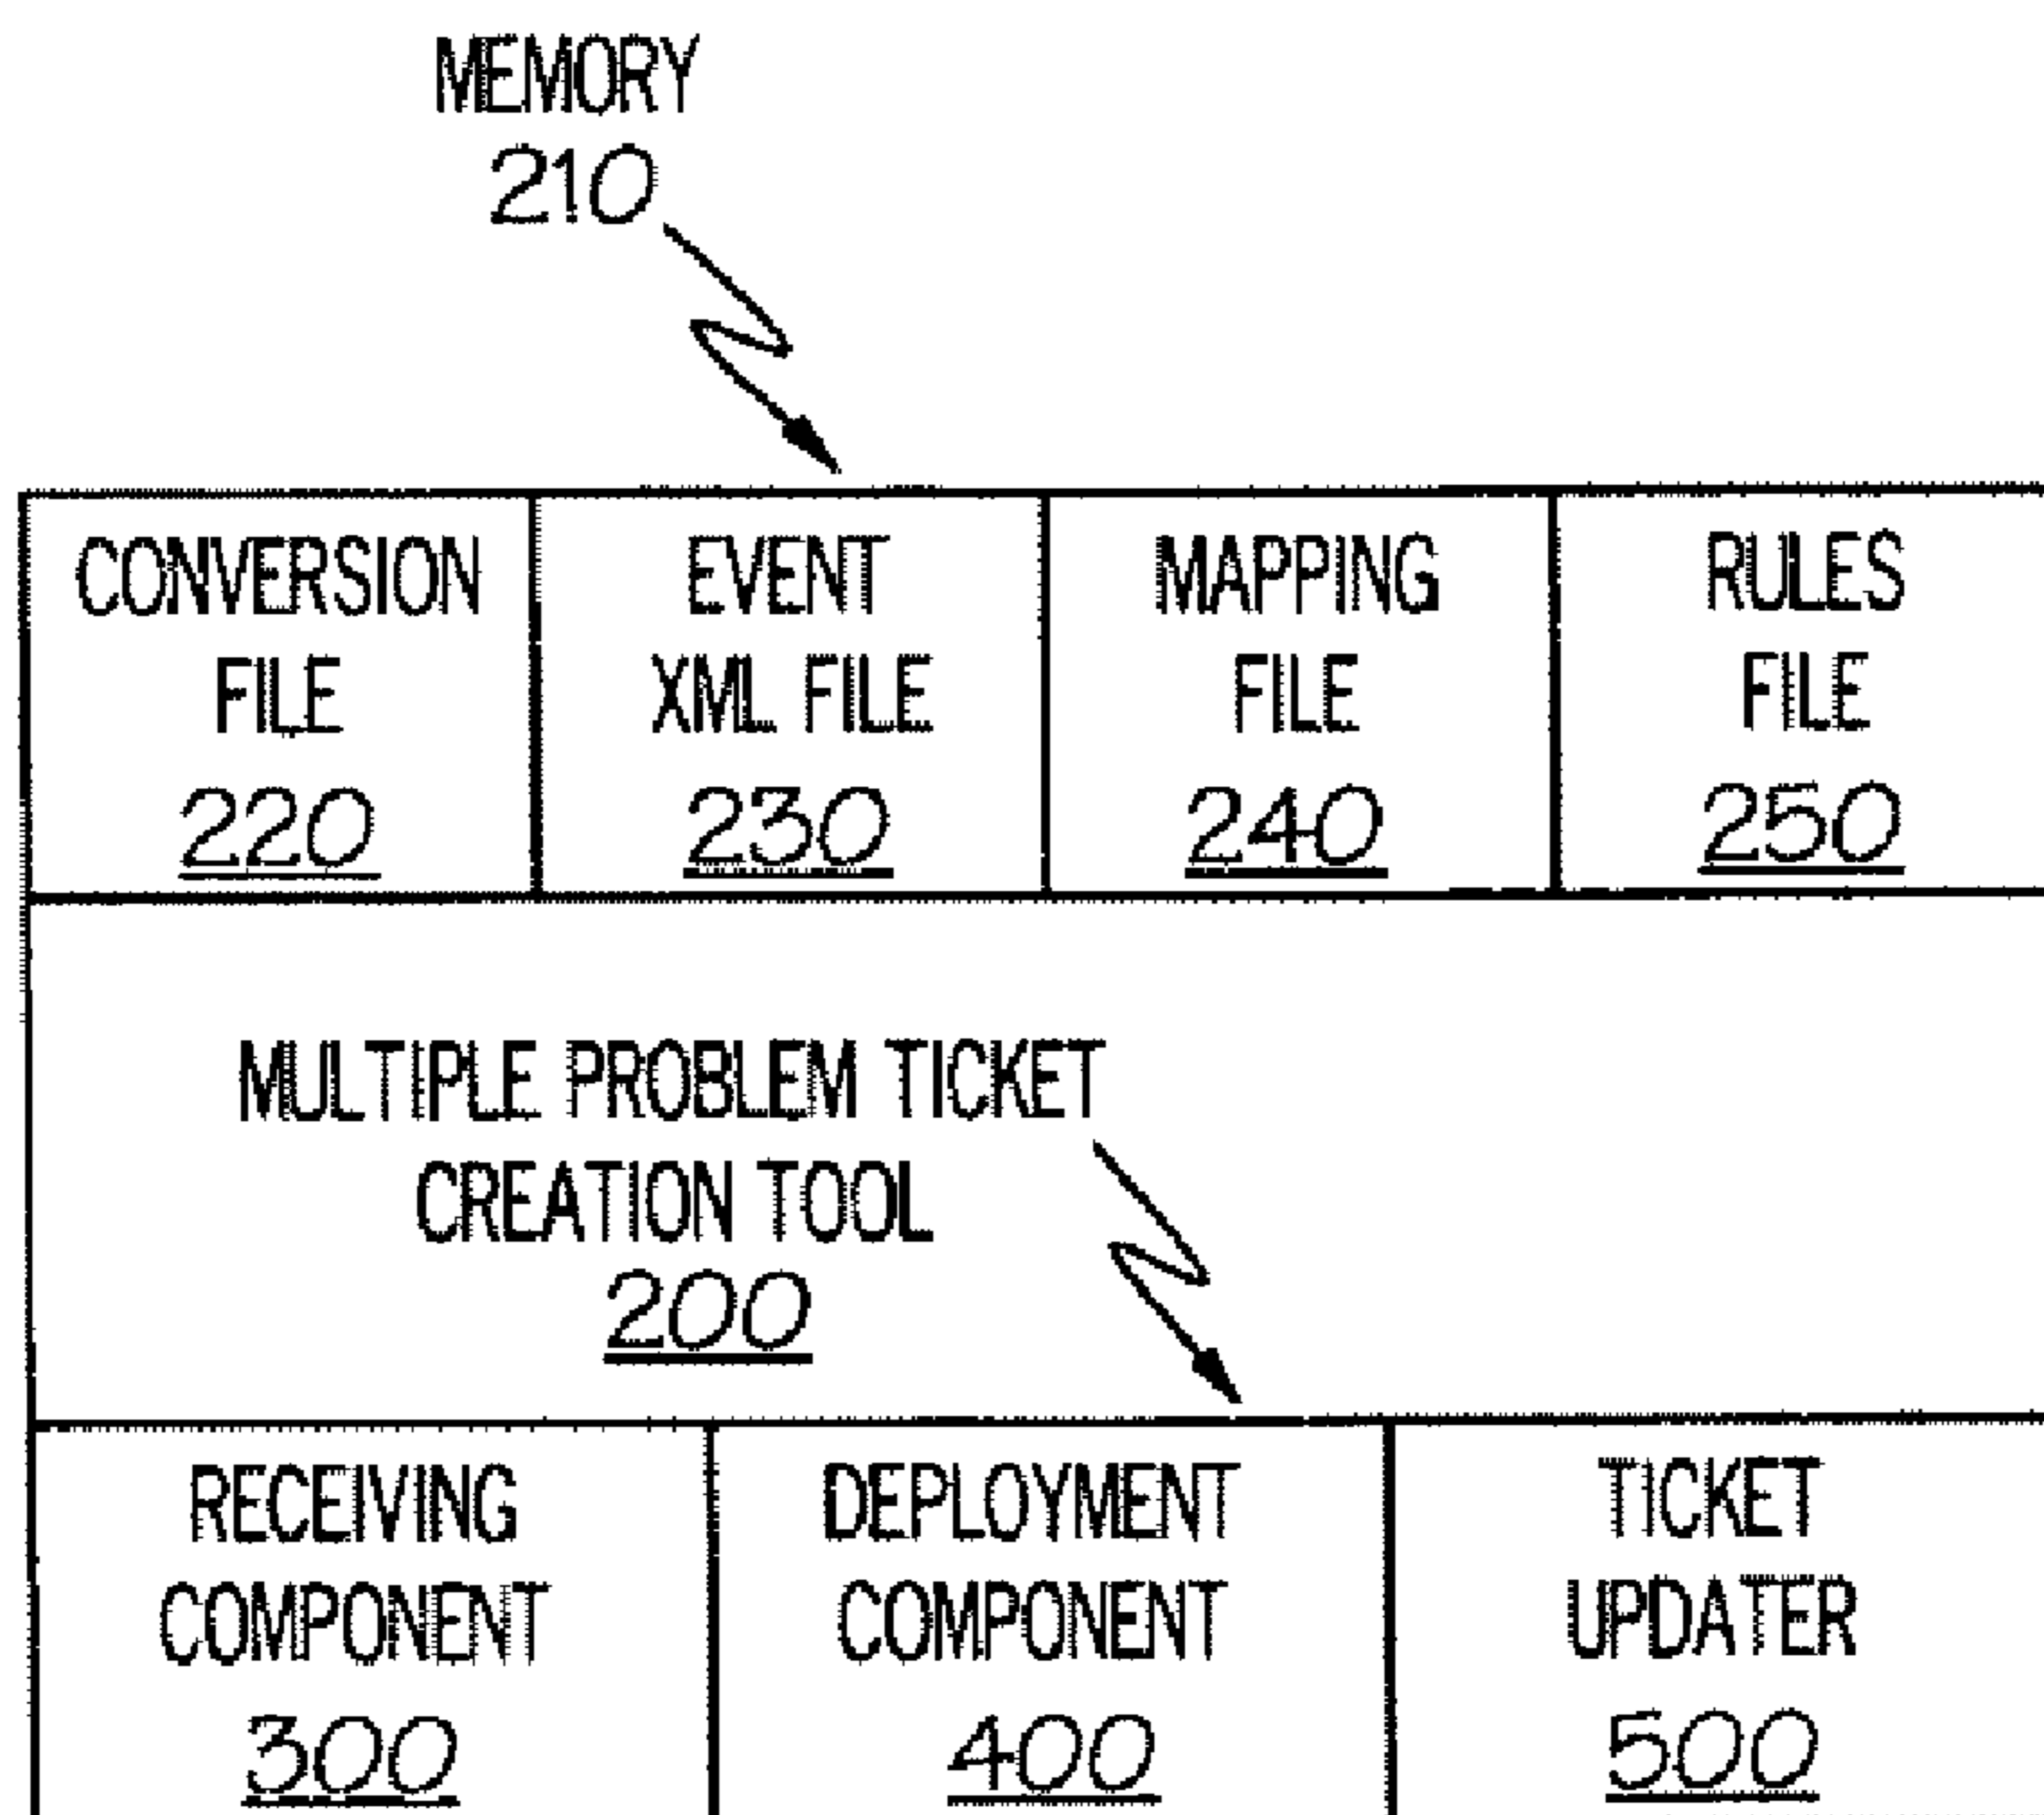 MEMORY
210
CONVERSION
FILE
220
EVENT
XML FILE
230
MAPPING
FILE
240
RULES
FILE
250
MULTIPLE PROBLEM TICKET
CREATION TOOL
200
RECEIVING
COMPONENT
300
DEPLOYMENT
COMPONENT
400
TICKET
UPDATER
500